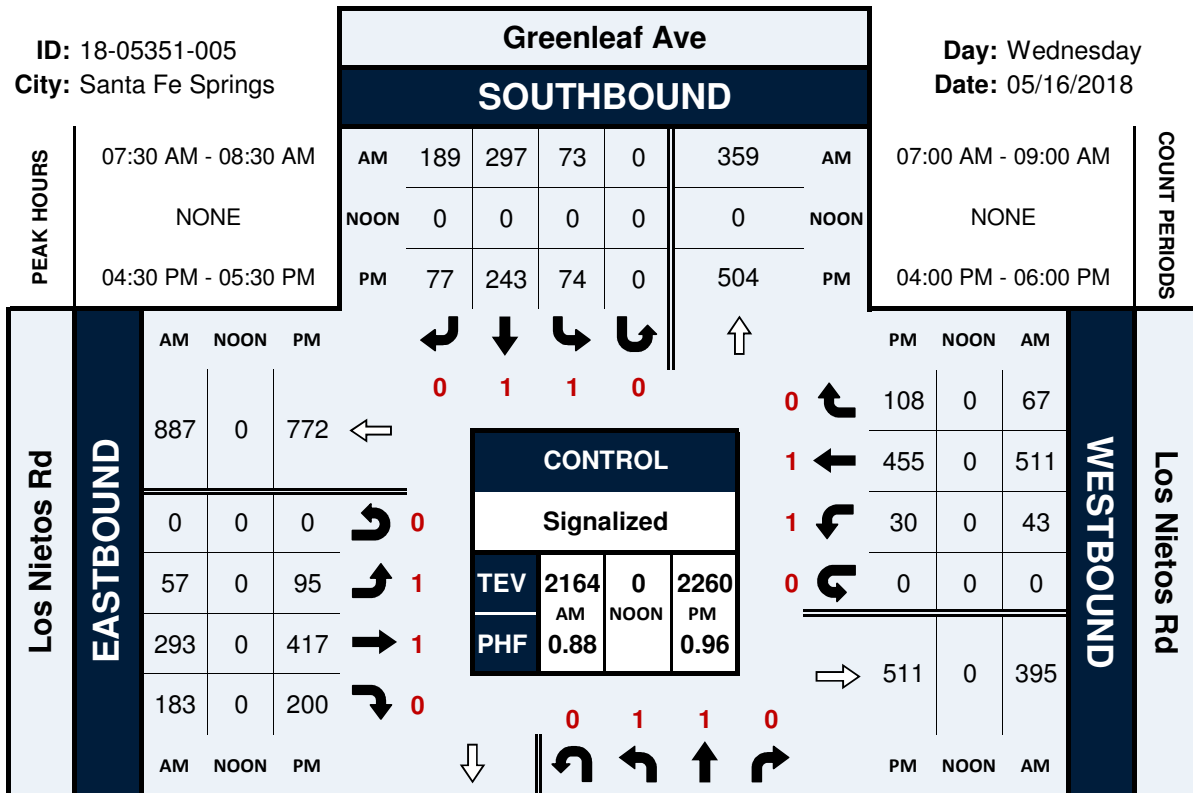 Greenleaf Ave
ID: 18-05351-005
City: Santa Fe Springs
Day: Wednesday
Date: 05/16/2018
SOUTHBOUND
PEAK HOURS
07:30 AM - 08:30 AM
NONE
04:30 PM - 05:30 PM
AM 189 297 73 0 359 AM
NOON 0 0 0 0 0 NOON
PM 77 243 74 0 504 PM
07:00 AM - 09:00 AM
NONE
04:00 PM - 06:00 PM
COUNT PERIODS
0 1 1 0
Los Nietos Rd
EASTBOUND
AM NOON PM
887 0 772
0 0 0 0
57 0 95 1
293 0 417 1
183 0 200 0
AM NOON PM
CONTROL
Signalized
TEV 2164 0 2260
AM NOON PM
PHF 0.88 0.96
PM NOON AM
0 108 0 67
1 455 0 511
1 30 0 43
0 0 0 0
511 0 395
PM NOON AM
WESTBOUND
Los Nietos Rd
0 1 1 0